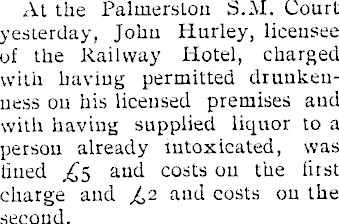 At the Palmerston S.M. Court
yesterday, John Hurley, licensee
of the Railway Hotel, charged
with having permitted drunken-
ness on his licensed premises and
with having supplied liquor to a
person already intoxicated, was
fined £5 and costs on the first
charge and £2 and costs on the
second.